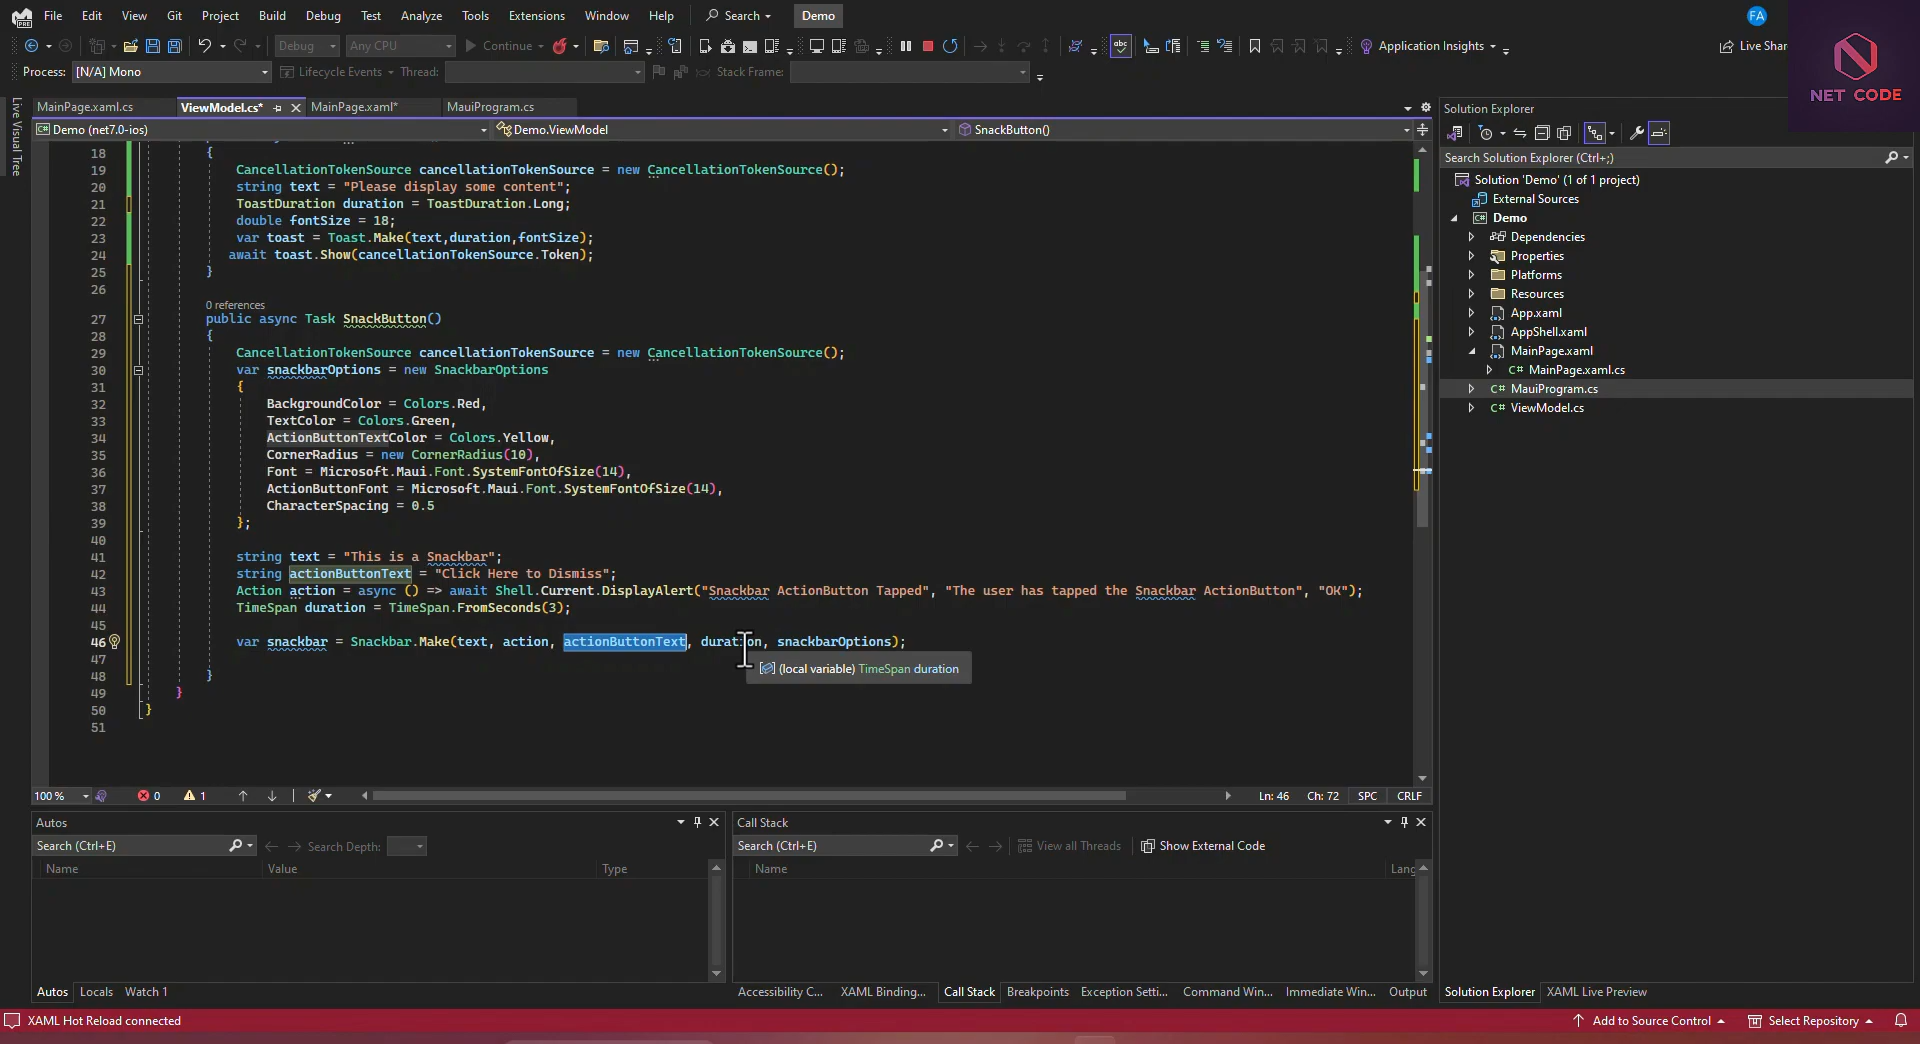 File Edit View Git Project Build Debug Test Analyze Tools Extensions Window Help Search Demo FA
Debug Any CPU Continue Application Insights Live Shar
NET CODE
Process: [N/A] Mono Lifecycle Events Thread: Stack Frame:
Live Visual Tree
MainPage.xaml.cs ViewModel.cs* MainPage.xaml* MauiProgram.cs
Demo (net7.0-ios) Demo.ViewModel SnackButton()
18 {
19 CancellationTokenSource cancellationTokenSource = new CancellationTokenSource();
20 string text = "Please display some content";
21 ToastDuration duration = ToastDuration.Long;
22 double fontSize = 18;
23 var toast = Toast.Make(text,duration,fontSize);
24 await toast.Show(cancellationTokenSource.Token);
25 }
26
0 references
27 public async Task SnackButton()
28 {
29 CancellationTokenSource cancellationTokenSource = new CancellationTokenSource();
30 var snackbarOptions = new SnackbarOptions
31 {
32 BackgroundColor = Colors.Red,
33 TextColor = Colors.Green,
34 ActionButtonTextColor = Colors.Yellow,
35 CornerRadius = new CornerRadius(10),
36 Font = Microsoft.Maui.Font.SystemFontOfSize(14),
37 ActionButtonFont = Microsoft.Maui.Font.SystemFontOfSize(14),
38 CharacterSpacing = 0.5
39 };
40
41 string text = "This is a Snackbar";
42 string actionButtonText = "Click Here to Dismiss";
43 Action action = async () => await Shell.Current.DisplayAlert("Snackbar ActionButton Tapped", "The user has tapped the Snackbar ActionButton", "OK");
44 TimeSpan duration = TimeSpan.FromSeconds(3);
45
46 var snackbar = Snackbar.Make(text, action, actionButtonText, duration, snackbarOptions);
47
(local variable) TimeSpan duration
48 }
49 }
50 }
51
100 % 0 1 Ln: 46 Ch: 72 SPC CRLF
Solution Explorer
Search Solution Explorer (Ctrl+;)
Solution 'Demo' (1 of 1 project)
External Sources
Demo
Dependencies
Properties
Platforms
Resources
App.xaml
AppShell.xaml
MainPage.xaml
MainPage.xaml.cs
MauiProgram.cs
ViewModel.cs
Autos
Search (Ctrl+E) Search Depth:
Name Value Type
Autos Locals Watch 1
Call Stack
Search (Ctrl+E) View all Threads Show External Code
Name Lang
Accessibility C... XAML Binding... Call Stack Breakpoints Exception Setti... Command Win... Immediate Win... Output
Solution Explorer XAML Live Preview
XAML Hot Reload connected Add to Source Control Select Repository